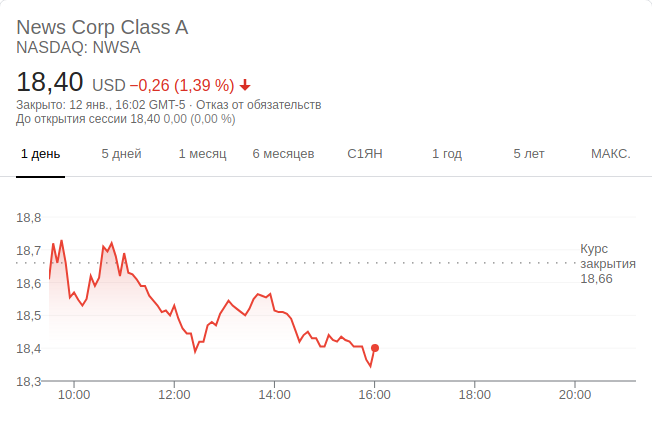 News Corp Class A
NASDAQ: NWSA
18,40 USD −0,26 (1,39 %)
Закрыто: 12 янв., 16:02 GMT-5 · Отказ от обязательств
До открытия сессии 18,40 0,00 (0,00 %)
1 день 5 дней 1 месяц 6 месяцев С1ЯН 1 год 5 лет МАКС.
18,8
18,7
Курс
закрытия
18,66
18,6
18,5
18,4
18,3
10:00 12:00 14:00 16:00 18:00 20:00